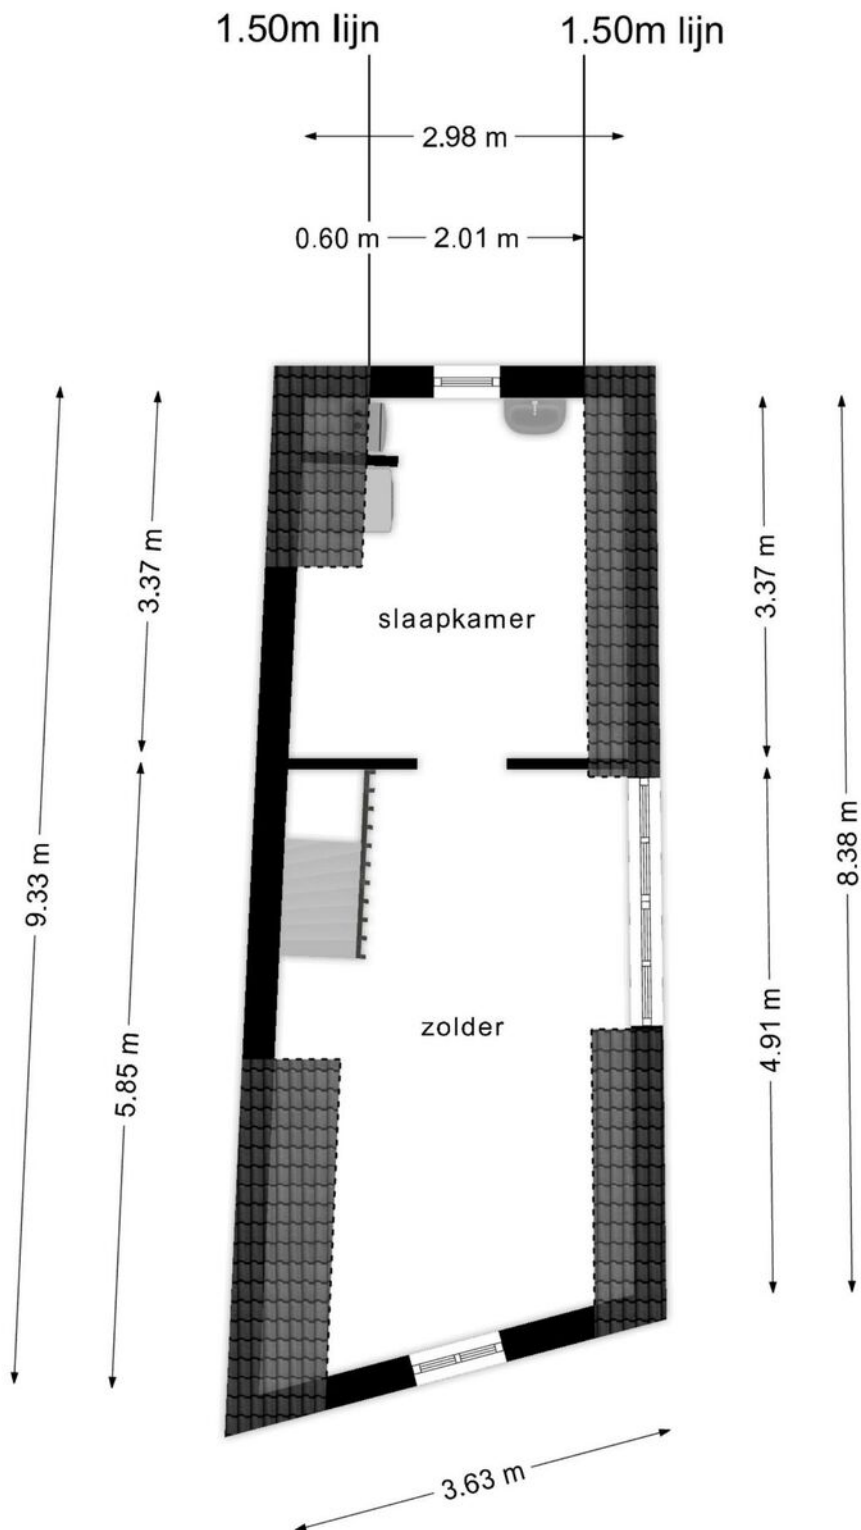 1.50m lijn 1.50m lijn
2.98 m
0.60 m 2.01 m
3.37 m
3.37 m
slaapkamer
8.38 m
9.33 m
4.91 m
zolder
5.85 m
3.63 m